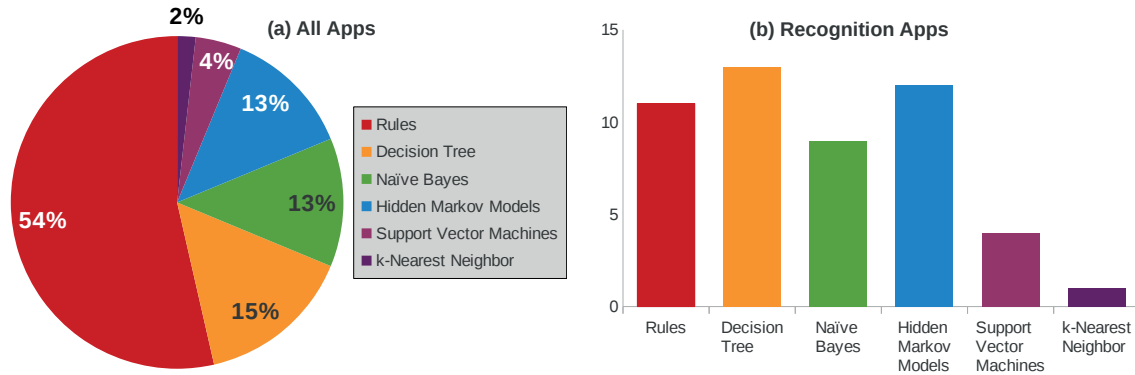 (a) All Apps
2%
4%
13%
13%
15%
54%
Rules
Decision Tree
Naïve Bayes
Hidden Markov Models
Support Vector Machines
k-Nearest Neighbor
(b) Recognition Apps
15
10
5
0
Rules
Decision
Tree
Naïve
Bayes
Hidden
Markov
Models
Support
Vector
Machines
k-Nearest
Neighbor